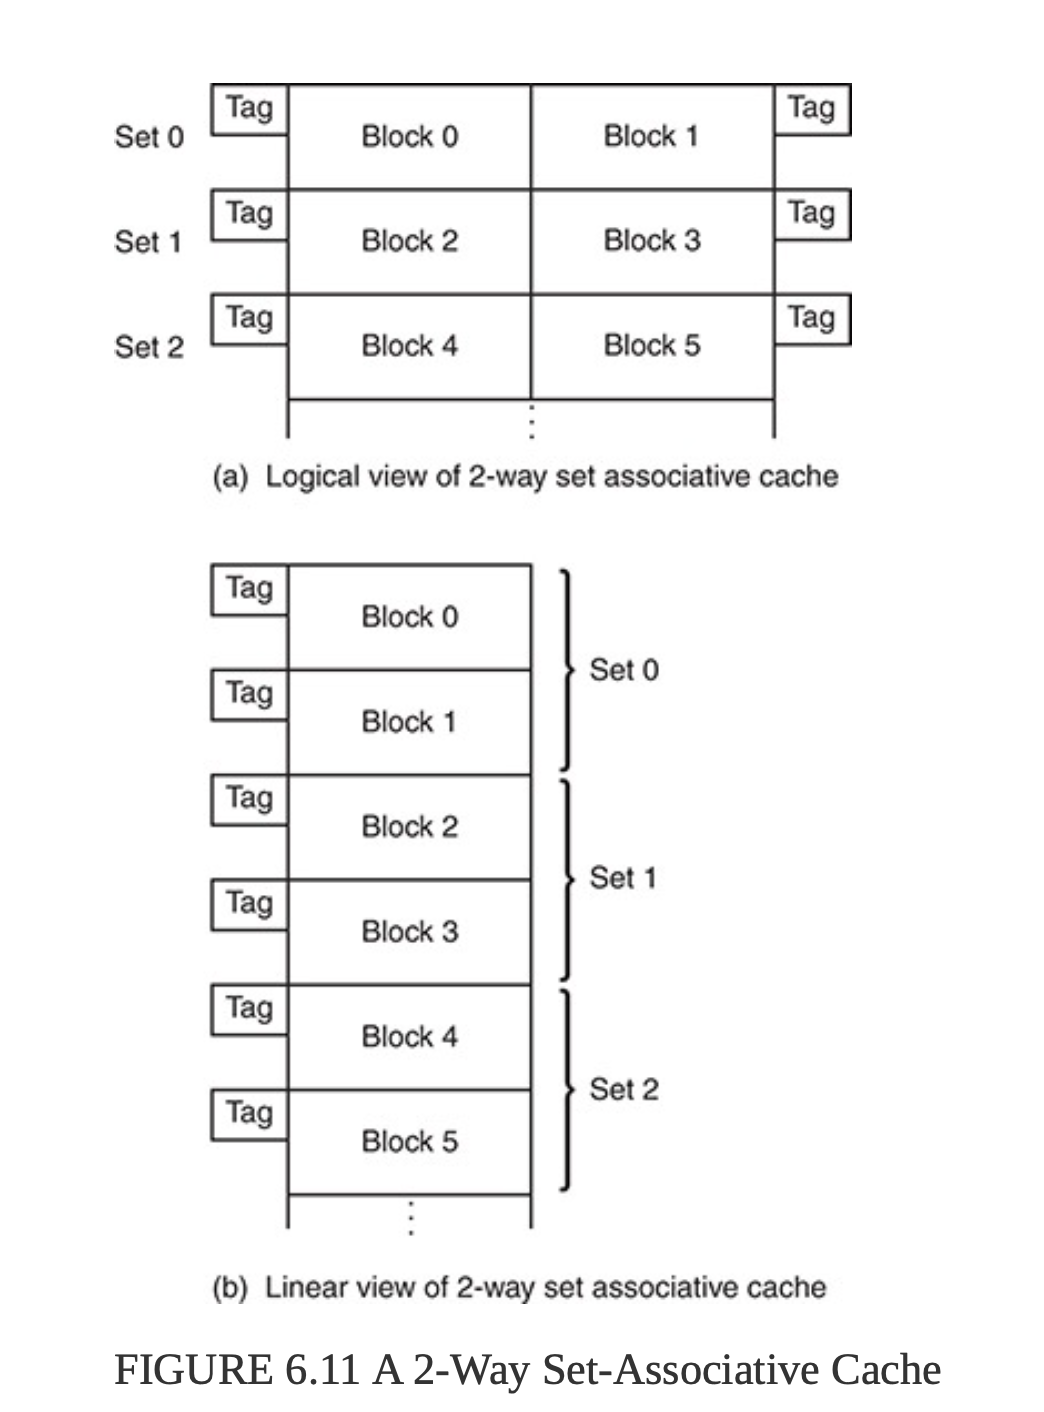 Tag Tag
Set 0 Block 0 Block 1
Tag Tag
Set 1 Block 2 Block 3
Tag Tag
Set 2 Block 4 Block 5
(a) Logical view of 2-way set associative cache
Tag
Block 0
Set 0
Tag
Block 1
Tag
Block 2
Set 1
Tag
Block 3
Tag
Block 4
Set 2
Tag
Block 5
(b) Linear view of 2-way set associative cache
FIGURE 6.11 A 2-Way Set-Associative Cache